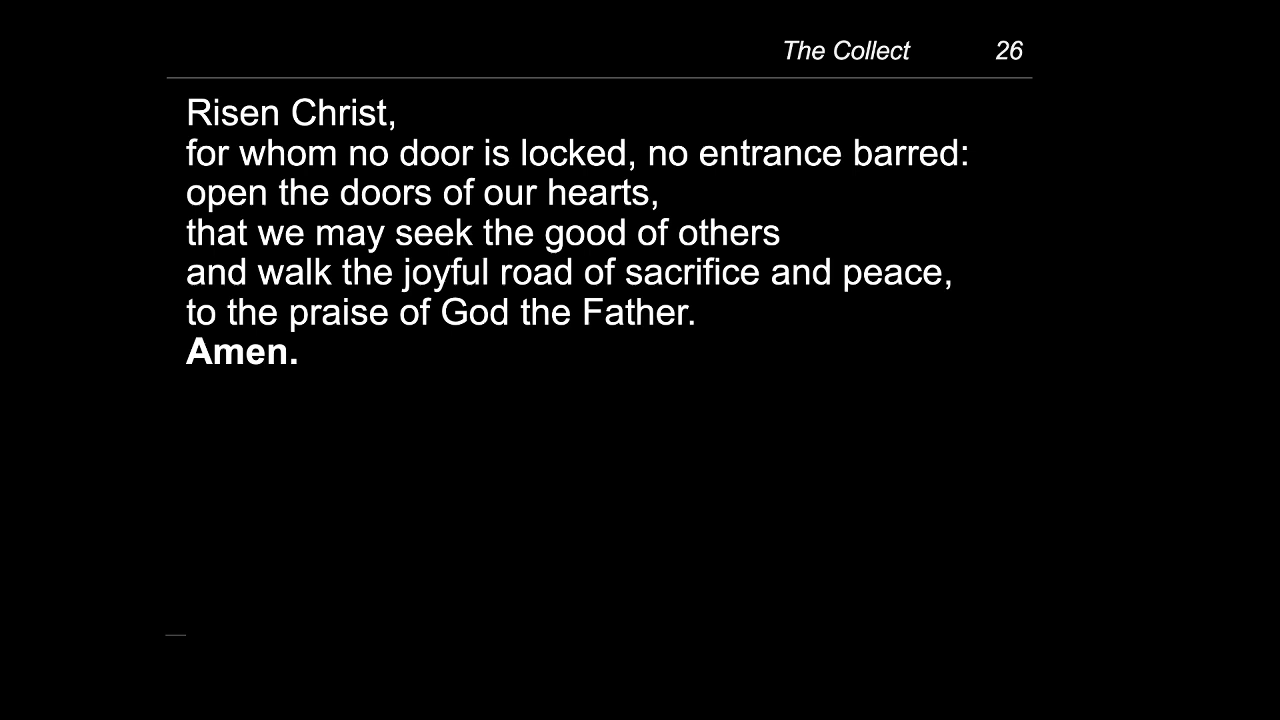 The Collect 26
Risen Christ,
for whom no door is locked, no entrance barred:
open the doors of our hearts,
that we may seek the good of others
and walk the joyful road of sacrifice and peace,
to the praise of God the Father.
Amen.